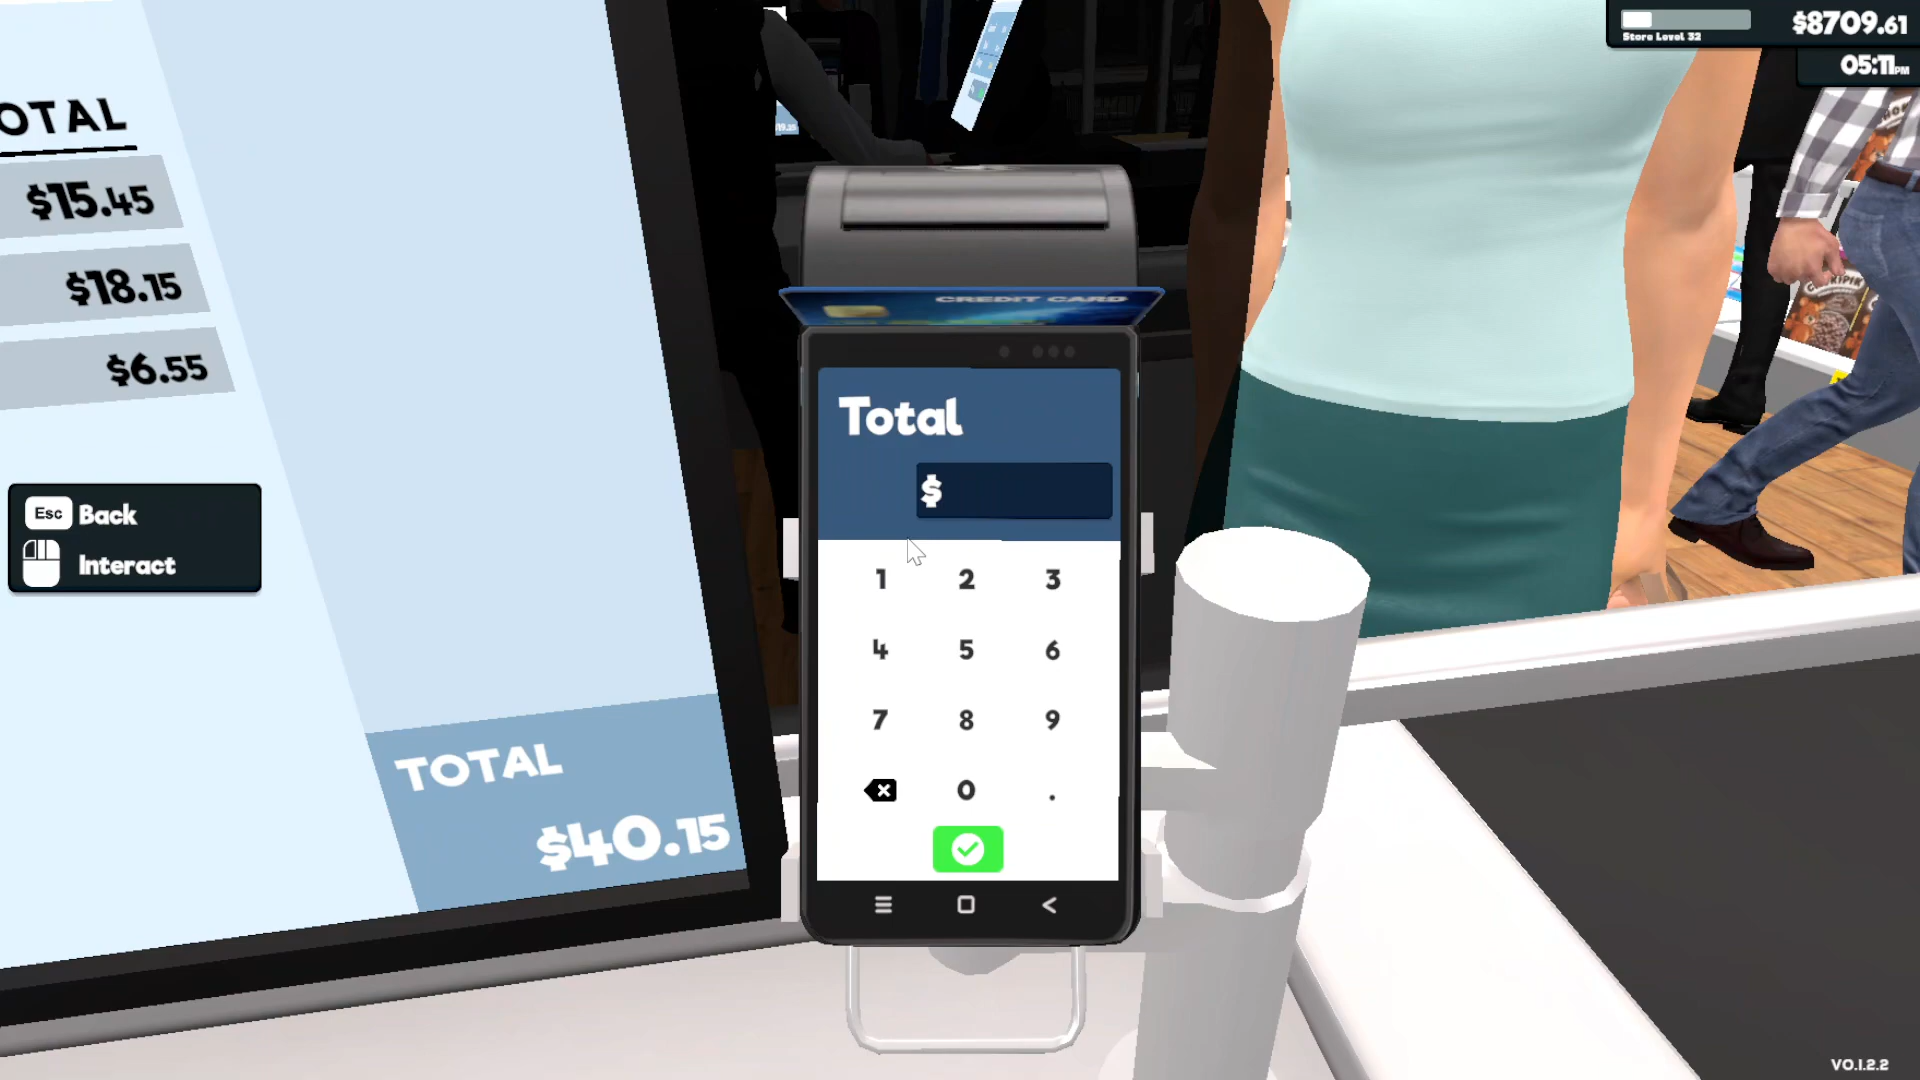 OTAL
$15.45
$18.15
$6.55
TOTAL
$40.15
Esc Back
Interact
CREDIT CARD
Total
$
1 2 3
4 5 6
7 8 9
0 .
$8709.61
Store Level 32
05:11PM
V0.1.2.2